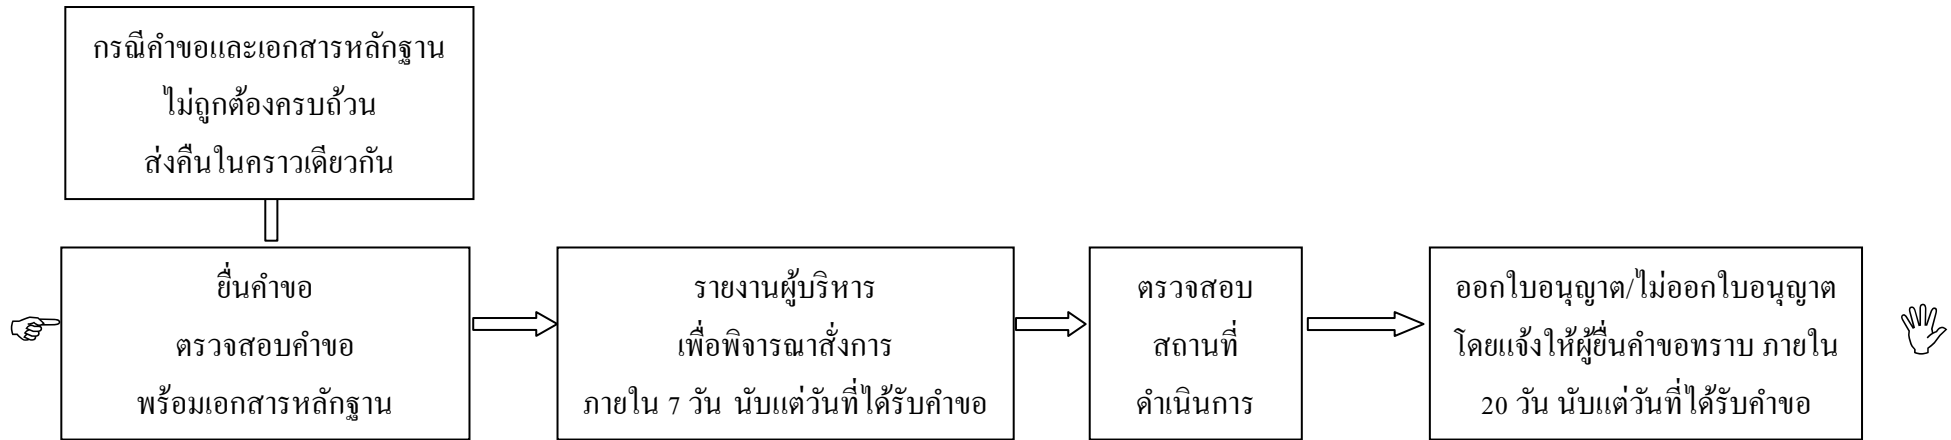 กรณีคำขอและเอกสารหลักฐาน
ไม่ถูกต้องครบถ้วน
ส่งคืนในคราวเดียวกัน
ยื่นคำขอ
ตรวจสอบคำขอ
พร้อมเอกสารหลักฐาน
รายงานผู้บริหาร
เพื่อพิจารณาสั่งการ
ภายใน 7 วัน นับแต่วันที่ได้รับคำขอ
ตรวจสอบ
สถานที่
ดำเนินการ
ออกใบอนุญาต/ไม่ออกใบอนุญาต
โดยแจ้งให้ผู้ยื่นคำขอทราบ ภายใน
20 วัน นับแต่วันที่ได้รับคำขอ